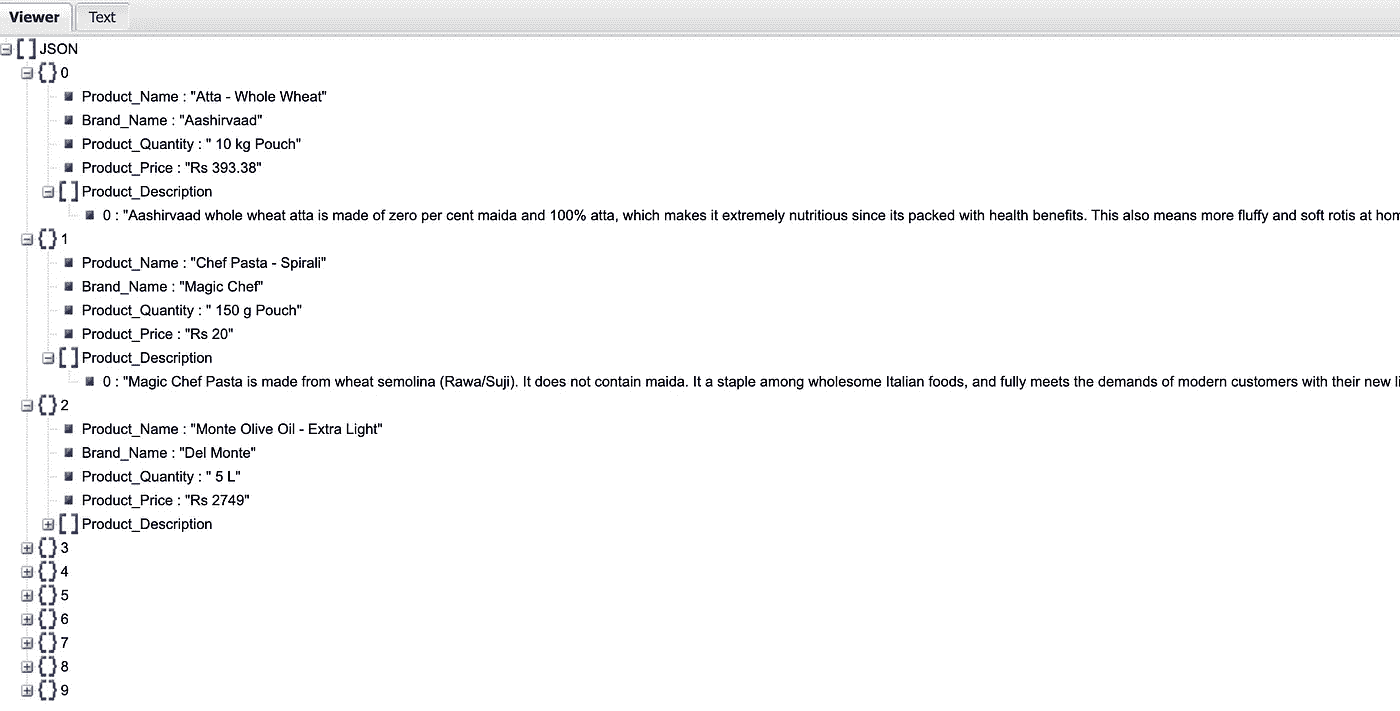 Viewer Text
JSON
0
Product_Name : "Atta - Whole Wheat"
Brand_Name : "Aashirvaad"
Product_Quantity : " 10 kg Pouch"
Product_Price : "Rs 393.38"
Product_Description
0 : "Aashirvaad whole wheat atta is made of zero per cent maida and 100% atta, which makes it extremely nutritious since its packed with health benefits. This also means more fluffy and soft rotis at hom
1
Product_Name : "Chef Pasta - Spirali"
Brand_Name : "Magic Chef"
Product_Quantity : " 150 g Pouch"
Product_Price : "Rs 20"
Product_Description
0 : "Magic Chef Pasta is made from wheat semolina (Rawa/Suji). It does not contain maida. It a staple among wholesome Italian foods, and fully meets the demands of modern customers with their new li
2
Product_Name : "Monte Olive Oil - Extra Light"
Brand_Name : "Del Monte"
Product_Quantity : " 5 L"
Product_Price : "Rs 2749"
Product_Description
3
4
5
6
7
8
9